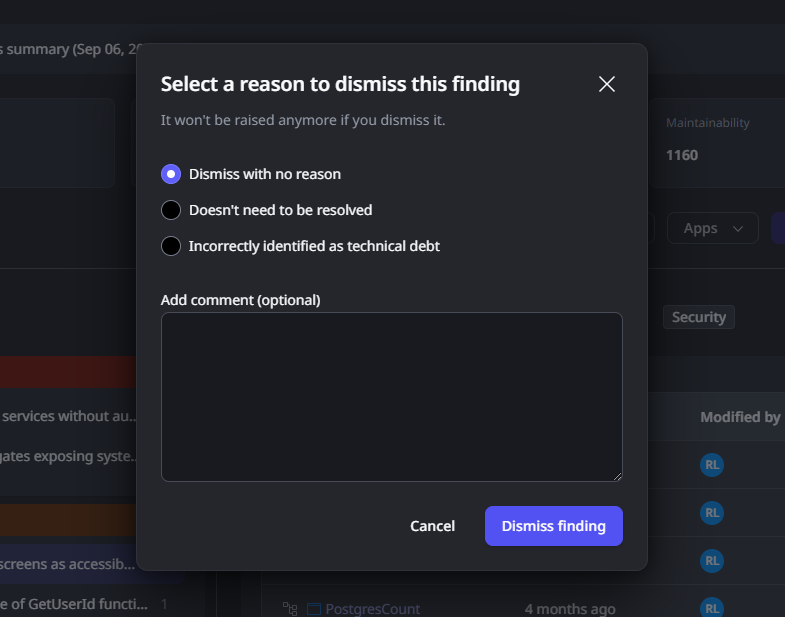 s summary (Sep 06,
Select a reason to dismiss this finding
It won't be raised anymore if you dismiss it.
Maintainability
1160
Dismiss with no reason
Doesn't need to be resolved
Incorrectly identified as technical debt
Apps
Add comment (optional)
Security
services without au...
Modified by
gates exposing syste...
RL
RL
Cancel
Dismiss finding
screens as accessib...
RL
e of GetUserId functi...
1
PostgresCount
4 months ago
RL